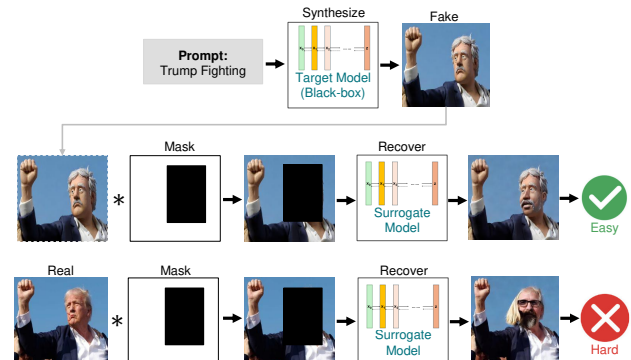 Synthesize
Fake
Prompt:
Trump Fighting
Target Model
(Black-box)
Mask
Recover
*
Surrogate
Model
Easy
Real
Mask
Recover
*
Surrogate
Model
Hard